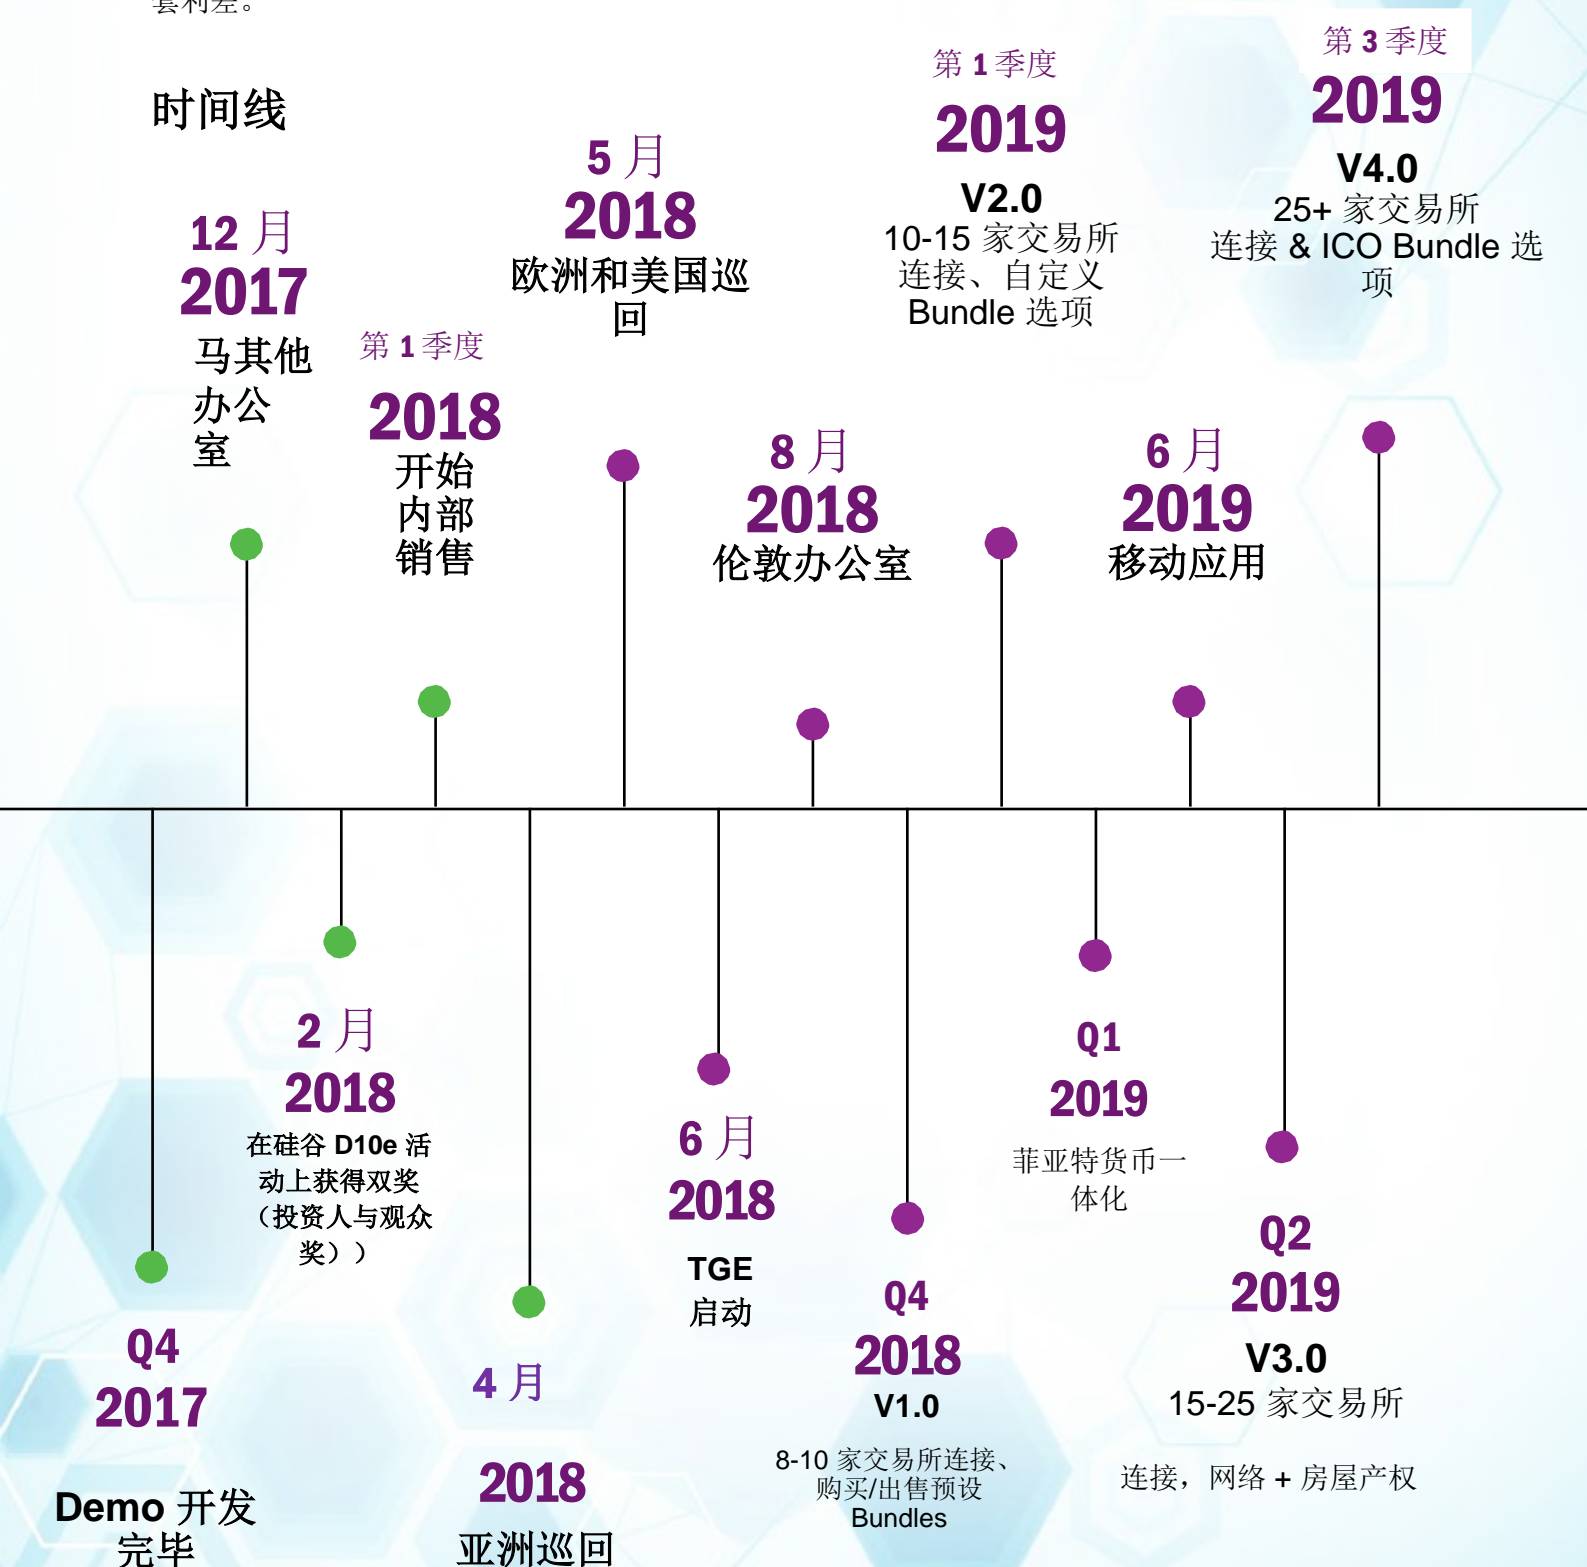 套利差。
时间线
12 月
2017
马其他
办公
室
第 1 季度
2018
开始
内部
销售
5 月
2018
欧洲和美国巡
回
8 月
2018
伦敦办公室
第 1 季度
2019
V2.0
10-15 家交易所
连接、自定义
Bundle 选项
6 月
2019
移动应用
第 3 季度
2019
V4.0
25+ 家交易所
连接 & ICO Bundle 选
项
Q4
2017
Demo 开发
完毕
2 月
2018
在硅谷 D10e 活
动上获得双奖
（投资人与观众
奖））
4 月
2018
亚洲巡回
6 月
2018
TGE
启动
Q4
2018
V1.0
8-10 家交易所连接、
购买/出售预设
Bundles
Q1
2019
菲亚特货币一
体化
Q2
2019
V3.0
15-25 家交易所
连接，网络 + 房屋产权